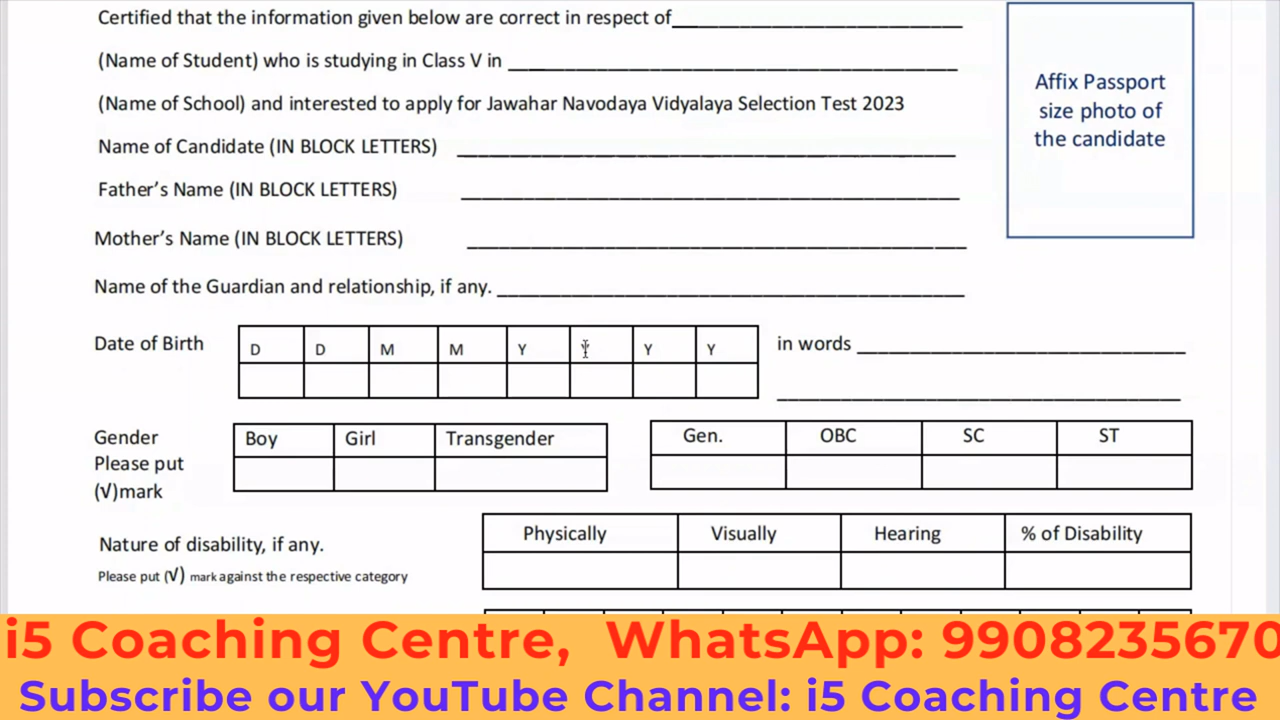 Certified that the information given below are correct in respect of
(Name of Student) who is studying in Class V in
(Name of School) and interested to apply for Jawahar Navodaya Vidyalaya Selection Test 2023
Affix Passport
size photo of
the candidate
Name of Candidate (IN BLOCK LETTERS)
Father's Name (IN BLOCK LETTERS)
Mother's Name (IN BLOCK LETTERS)
Name of the Guardian and relationship, if any.
Date of Birth D D M M Y Y Y Y in words
Gender Boy Girl Transgender Gen. OBC SC ST
Please put
(√)mark
Nature of disability, if any. Physically Visually Hearing % of Disability
Please put (√) mark against the respective category
i5 Coaching Centre, WhatsApp: 9908235670
Subscribe our YouTube Channel: i5 Coaching Centre